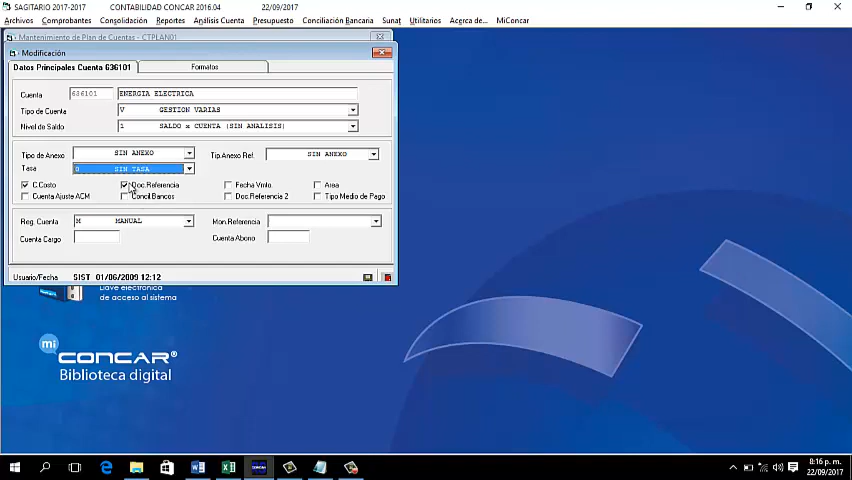 SAGITARIO 2017-2017 CONTABILIDAD CONCAR 2016.04 22/09/2017
Archivos Comprobantes Consolidación Reportes Análisis Cuenta Presupuesto Conciliación Bancaria Sunat Utilitarios Acerca de... MiConcar
Mantenimiento de Plan de Cuentas - CTPLAN01
Modificación
Datos Principales Cuenta 636101 Formatos
Cuenta 636101 ENERGIA ELECTRICA
Tipo de Cuenta V GESTION VARIAS
Nivel de Saldo 1 SALDO x CUENTA (SIN ANALISIS)
Tipo de Anexo SIN ANEXO Tip.Anexo Ref. SIN ANEXO
Tasa 0 SIN TASA
C.Costo Doc.Referencia Fecha Vmto. Area
Cuenta Ajuste ACM Concil.Bancos Doc.Referencia 2 Tipo Medio de Pago
Reg. Cuenta M MANUAL Mon.Referencia
Cuenta Cargo Cuenta Abono
Usuario/Fecha SIST 01/06/2009 12:12
Llave electrónica
de acceso al sistema
mi
CONCAR®
Biblioteca digital
8:16 p. m.
22/09/2017